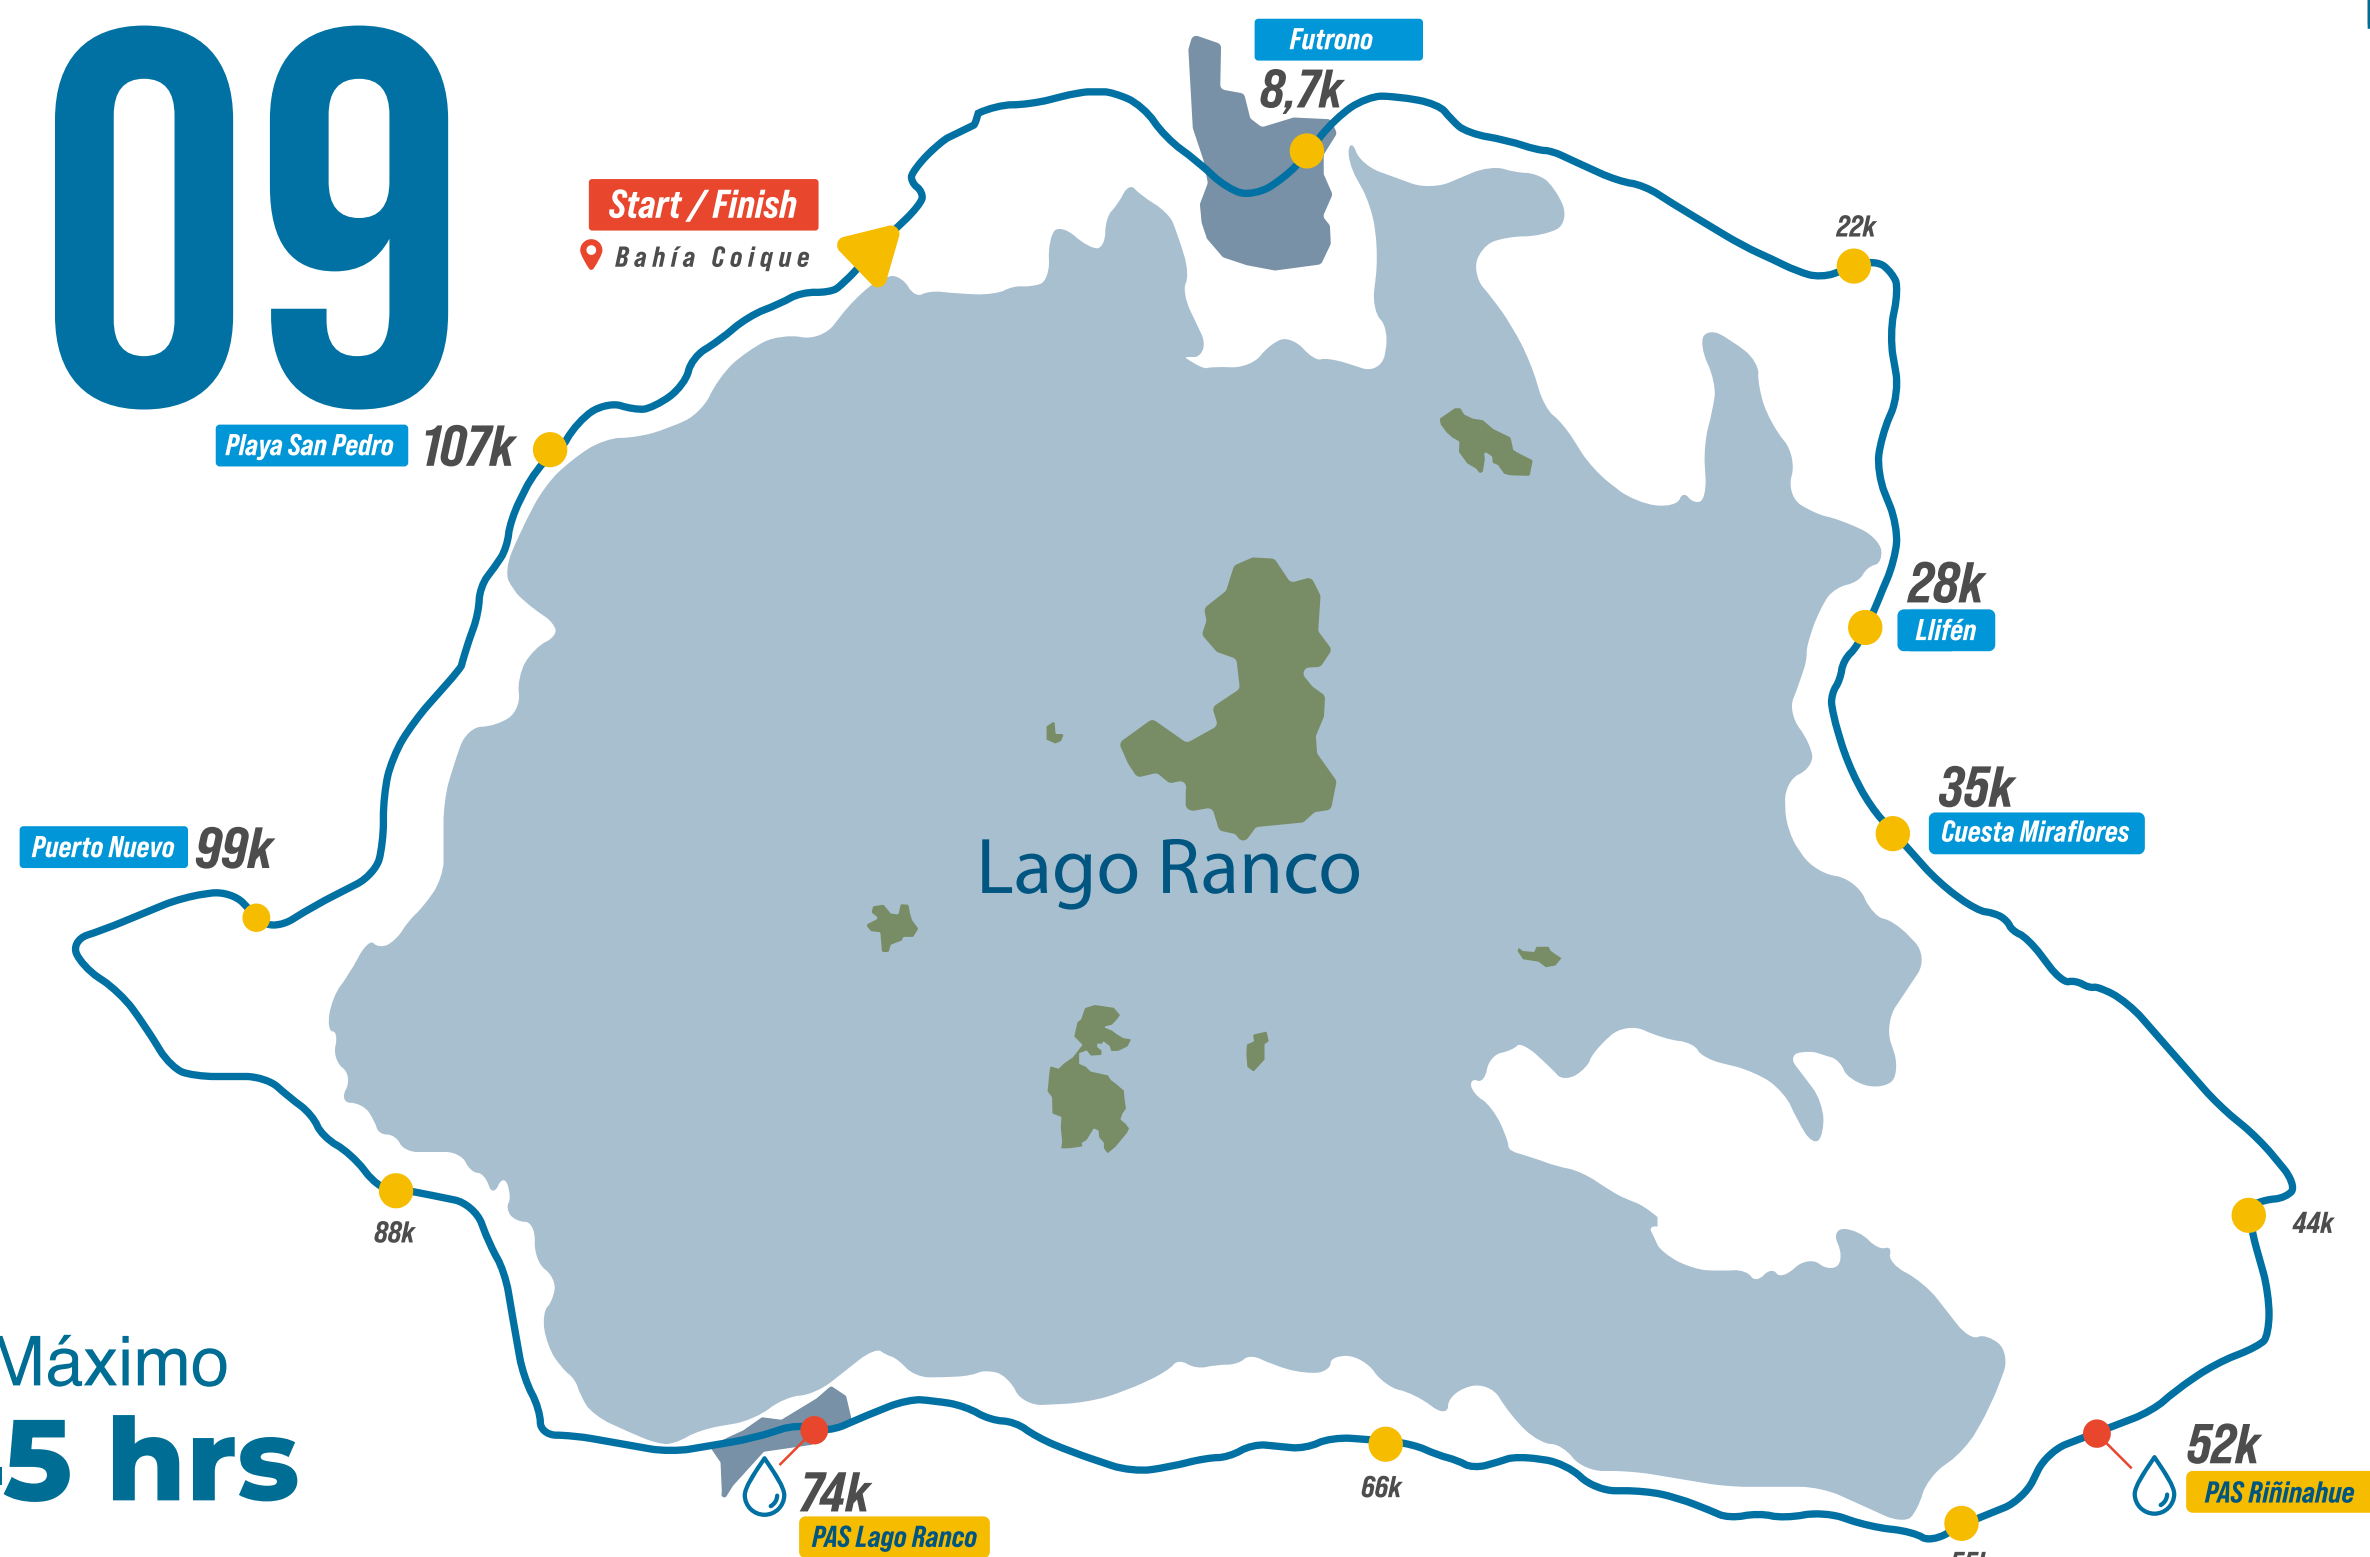 09
Futrono
8,7k
Start / Finish
Bahía Coique
22k
Playa San Pedro 107k
28k
Llifén
35k
Cuesta Miraflores
Puerto Nuevo 99k
Lago Ranco
44k
88k
Máximo
5 hrs
52k
PAS Riñinahue
66k
74k
PAS Lago Ranco